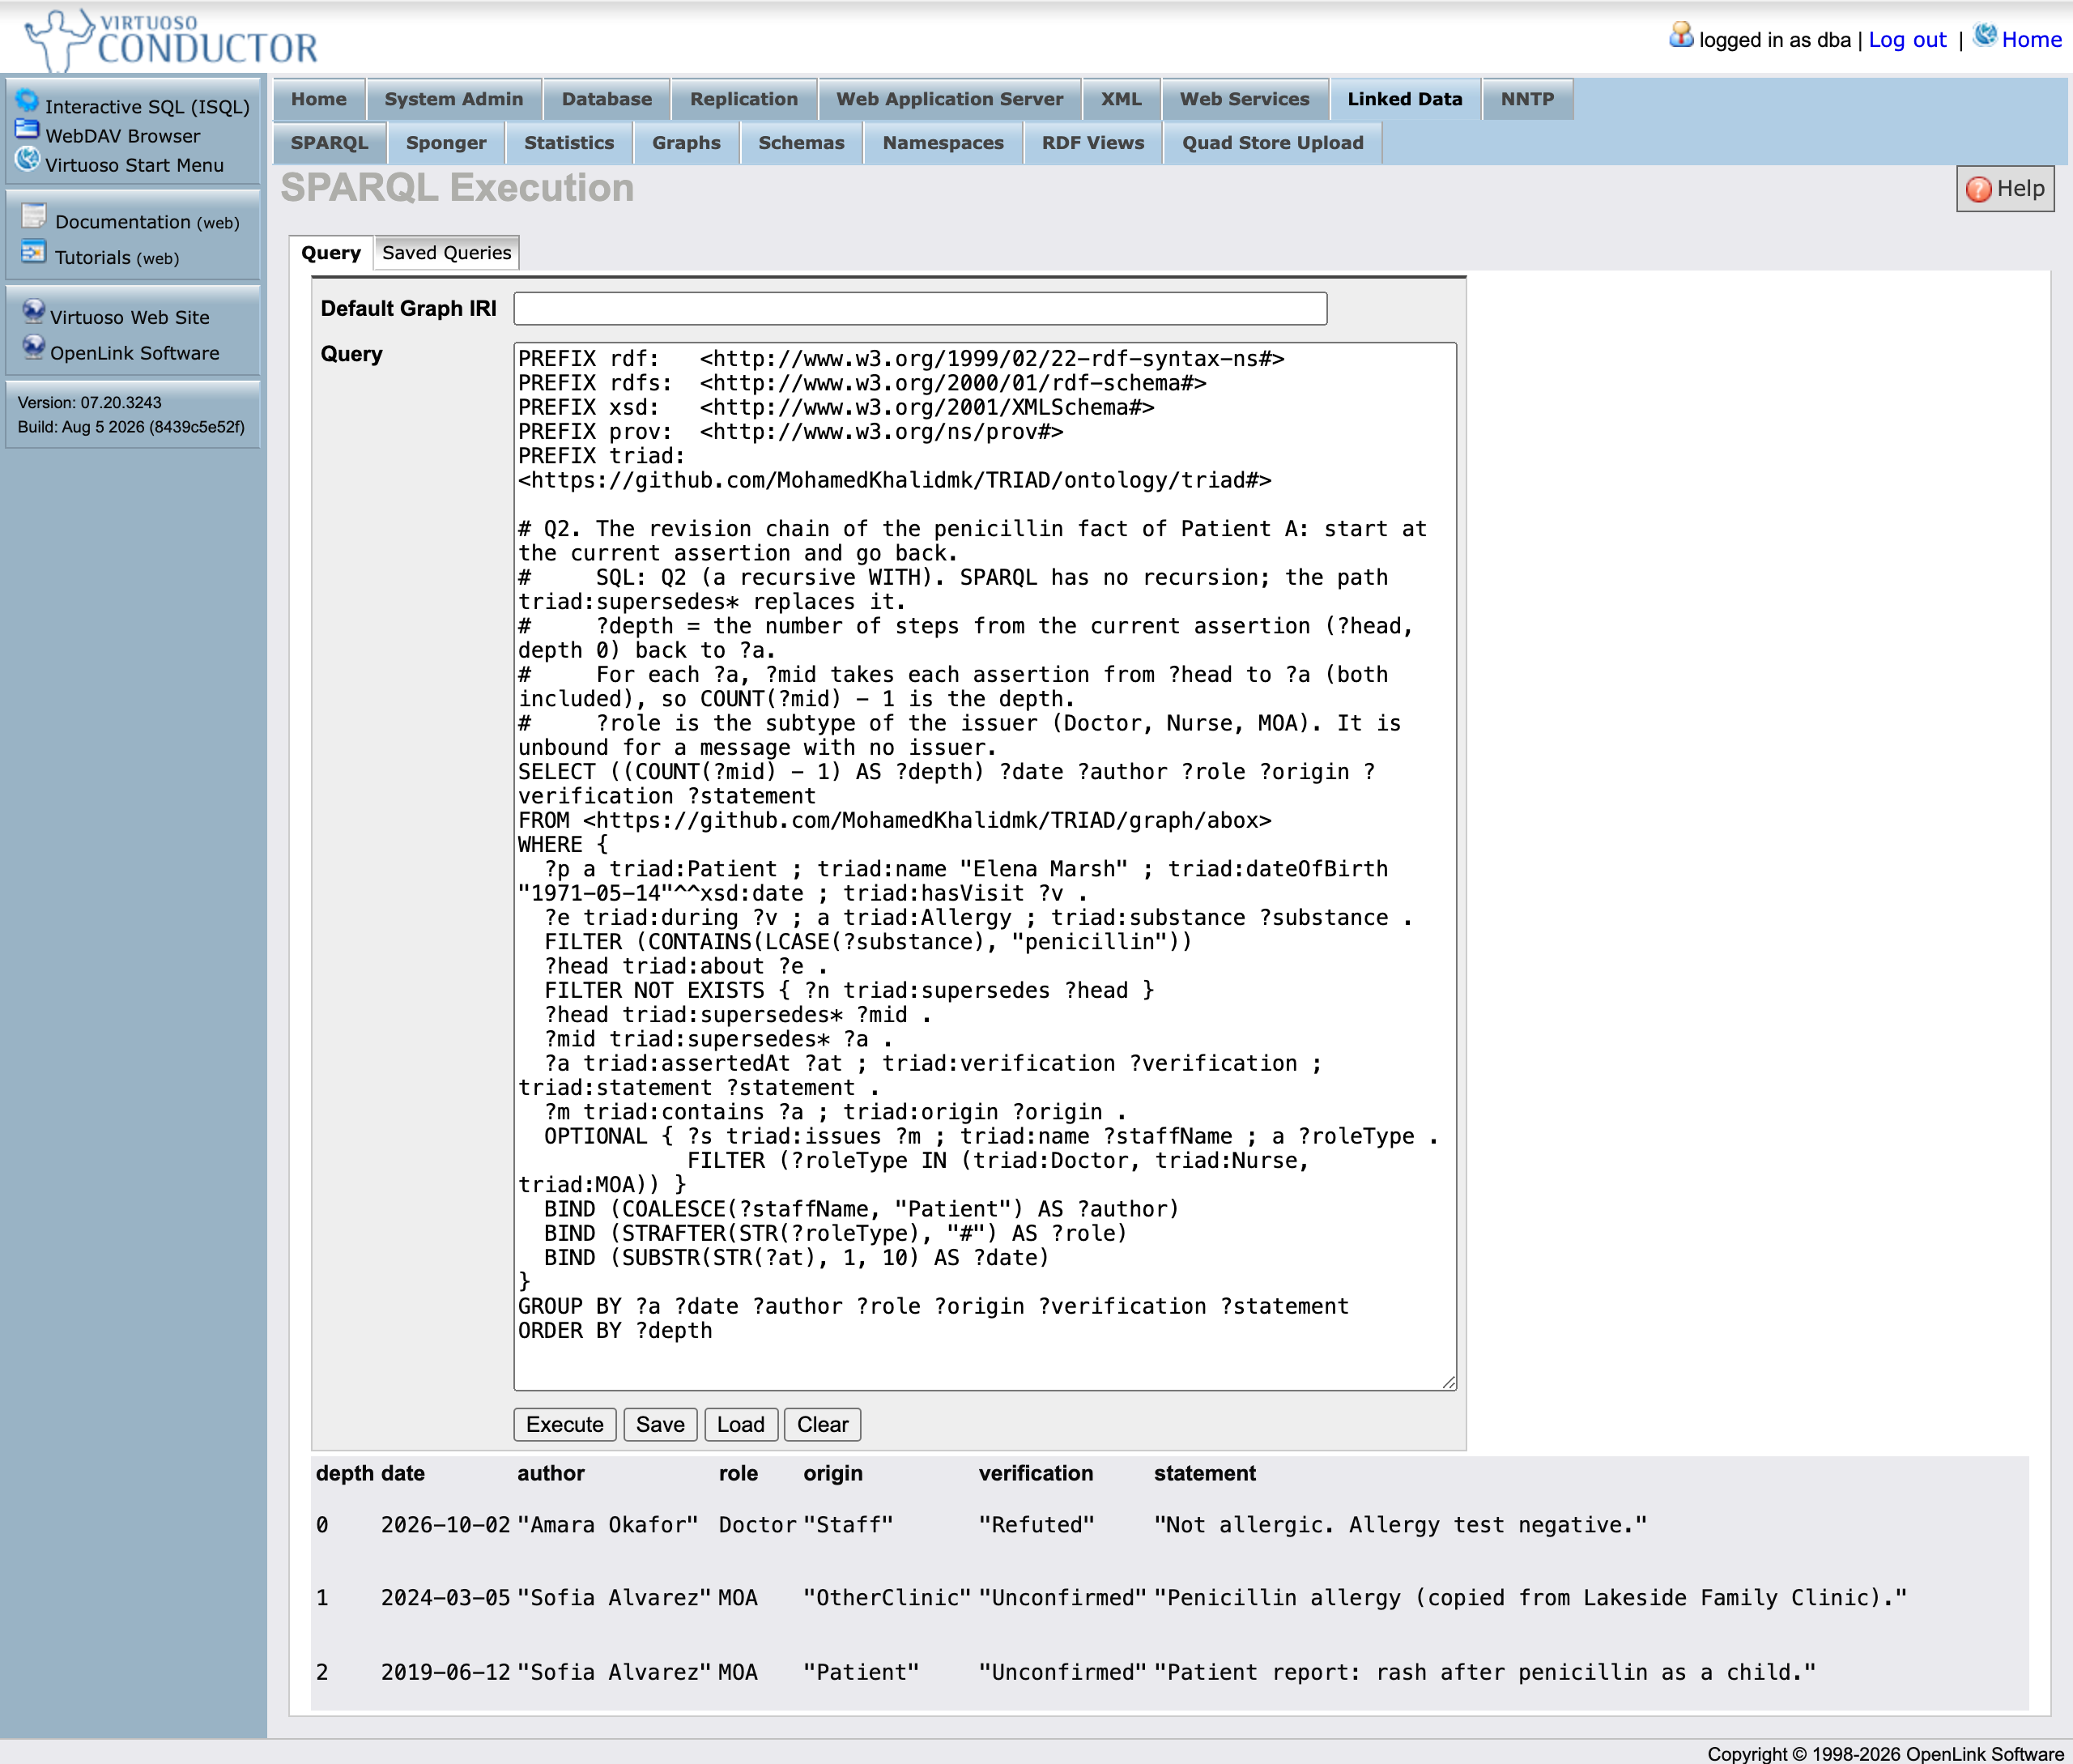 VIRTUOSO
CONDUCTOR
logged in as dba | Log out | Home
Interactive SQL (ISQL)
WebDAV Browser
Virtuoso Start Menu
Documentation (web)
Tutorials (web)
Virtuoso Web Site
OpenLink Software
Version: 07.20.3243
Build: Aug 5 2026 (8439c5e52f)
Home System Admin Database Replication Web Application Server XML Web Services Linked Data NNTP
SPARQL Sponger Statistics Graphs Schemas Namespaces RDF Views Quad Store Upload
SPARQL Execution
Help
Query Saved Queries
Default Graph IRI
Query
PREFIX rdf:   <http://www.w3.org/1999/02/22-rdf-syntax-ns#>
PREFIX rdfs:  <http://www.w3.org/2000/01/rdf-schema#>
PREFIX xsd:   <http://www.w3.org/2001/XMLSchema#>
PREFIX prov:  <http://www.w3.org/ns/prov#>
PREFIX triad:
<https://github.com/MohamedKhalidmk/TRIAD/ontology/triad#>
# Q2. The revision chain of the penicillin fact of Patient A: start at
the current assertion and go back.
#     SQL: Q2 (a recursive WITH). SPARQL has no recursion; the path
triad:supersedes* replaces it.
#     ?depth = the number of steps from the current assertion (?head,
depth 0) back to ?a.
#     For each ?a, ?mid takes each assertion from ?head to ?a (both
included), so COUNT(?mid) - 1 is the depth.
#     ?role is the subtype of the issuer (Doctor, Nurse, MOA). It is
unbound for a message with no issuer.
SELECT ((COUNT(?mid) - 1) AS ?depth) ?date ?author ?role ?origin ?
verification ?statement
FROM <https://github.com/MohamedKhalidmk/TRIAD/graph/abox>
WHERE {
  ?p a triad:Patient ; triad:name "Elena Marsh" ; triad:dateOfBirth
"1971-05-14"^^xsd:date ; triad:hasVisit ?v .
  ?e triad:during ?v ; a triad:Allergy ; triad:substance ?substance .
  FILTER (CONTAINS(LCASE(?substance), "penicillin"))
  ?head triad:about ?e .
  FILTER NOT EXISTS { ?n triad:supersedes ?head }
  ?head triad:supersedes* ?mid .
  ?mid triad:supersedes* ?a .
  ?a triad:assertedAt ?at ; triad:verification ?verification ;
triad:statement ?statement .
  ?m triad:contains ?a ; triad:origin ?origin .
  OPTIONAL { ?s triad:issues ?m ; triad:name ?staffName ; a ?roleType .
             FILTER (?roleType IN (triad:Doctor, triad:Nurse,
triad:MOA)) }
  BIND (COALESCE(?staffName, "Patient") AS ?author)
  BIND (STRAFTER(STR(?roleType), "#") AS ?role)
  BIND (SUBSTR(STR(?at), 1, 10) AS ?date)
}
GROUP BY ?a ?date ?author ?role ?origin ?verification ?statement
ORDER BY ?depth
Execute Save Load Clear
depth date author role origin verification statement
0 2026-10-02 "Amara Okafor" Doctor "Staff" "Refuted" "Not allergic. Allergy test negative."
1 2024-03-05 "Sofia Alvarez" MOA "OtherClinic" "Unconfirmed" "Penicillin allergy (copied from Lakeside Family Clinic)."
2 2019-06-12 "Sofia Alvarez" MOA "Patient" "Unconfirmed" "Patient report: rash after penicillin as a child."
Copyright © 1998-2026 OpenLink Software